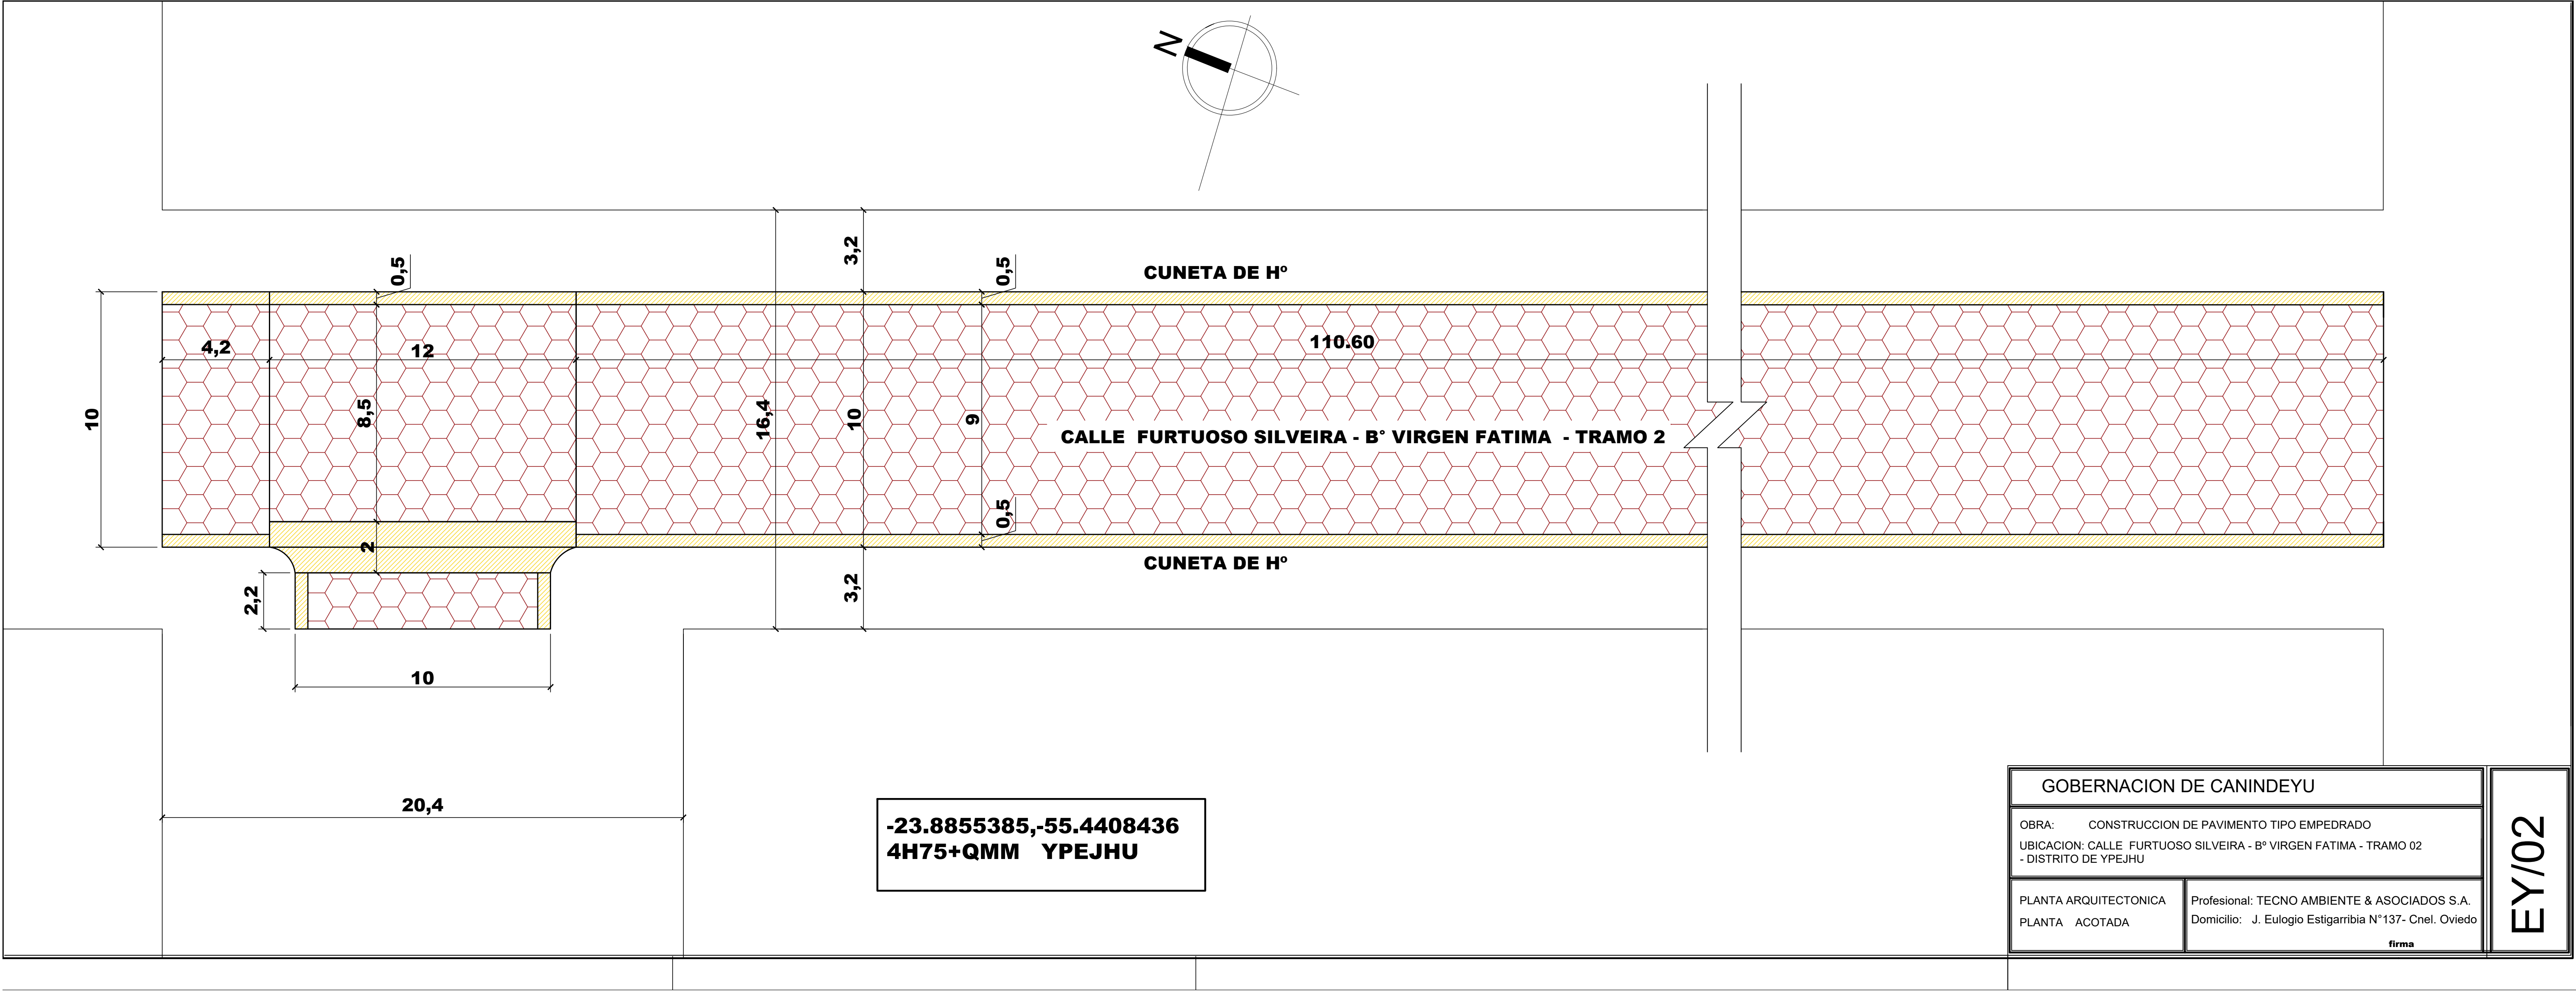 N
3,2
0,5
0,5
CUNETA DE Hº
4,2
12
110.60
10
8,5
16,4
10
9
CALLE FURTUOSO SILVEIRA - B° VIRGEN FATIMA - TRAMO 2
0,5
2
CUNETA DE Hº
2,2
3,2
10
20,4
-23.8855385,-55.4408436
4H75+QMM YPEJHU
GOBERNACION DE CANINDEYU
OBRA: CONSTRUCCION DE PAVIMENTO TIPO EMPEDRADO
UBICACION: CALLE FURTUOSO SILVEIRA - Bº VIRGEN FATIMA - TRAMO 02
- DISTRITO DE YPEJHU
PLANTA ARQUITECTONICA
PLANTA ACOTADA
Profesional: TECNO AMBIENTE & ASOCIADOS S.A.
Domicilio: J. Eulogio Estigarribia N°137- Cnel. Oviedo
firma
EY/02